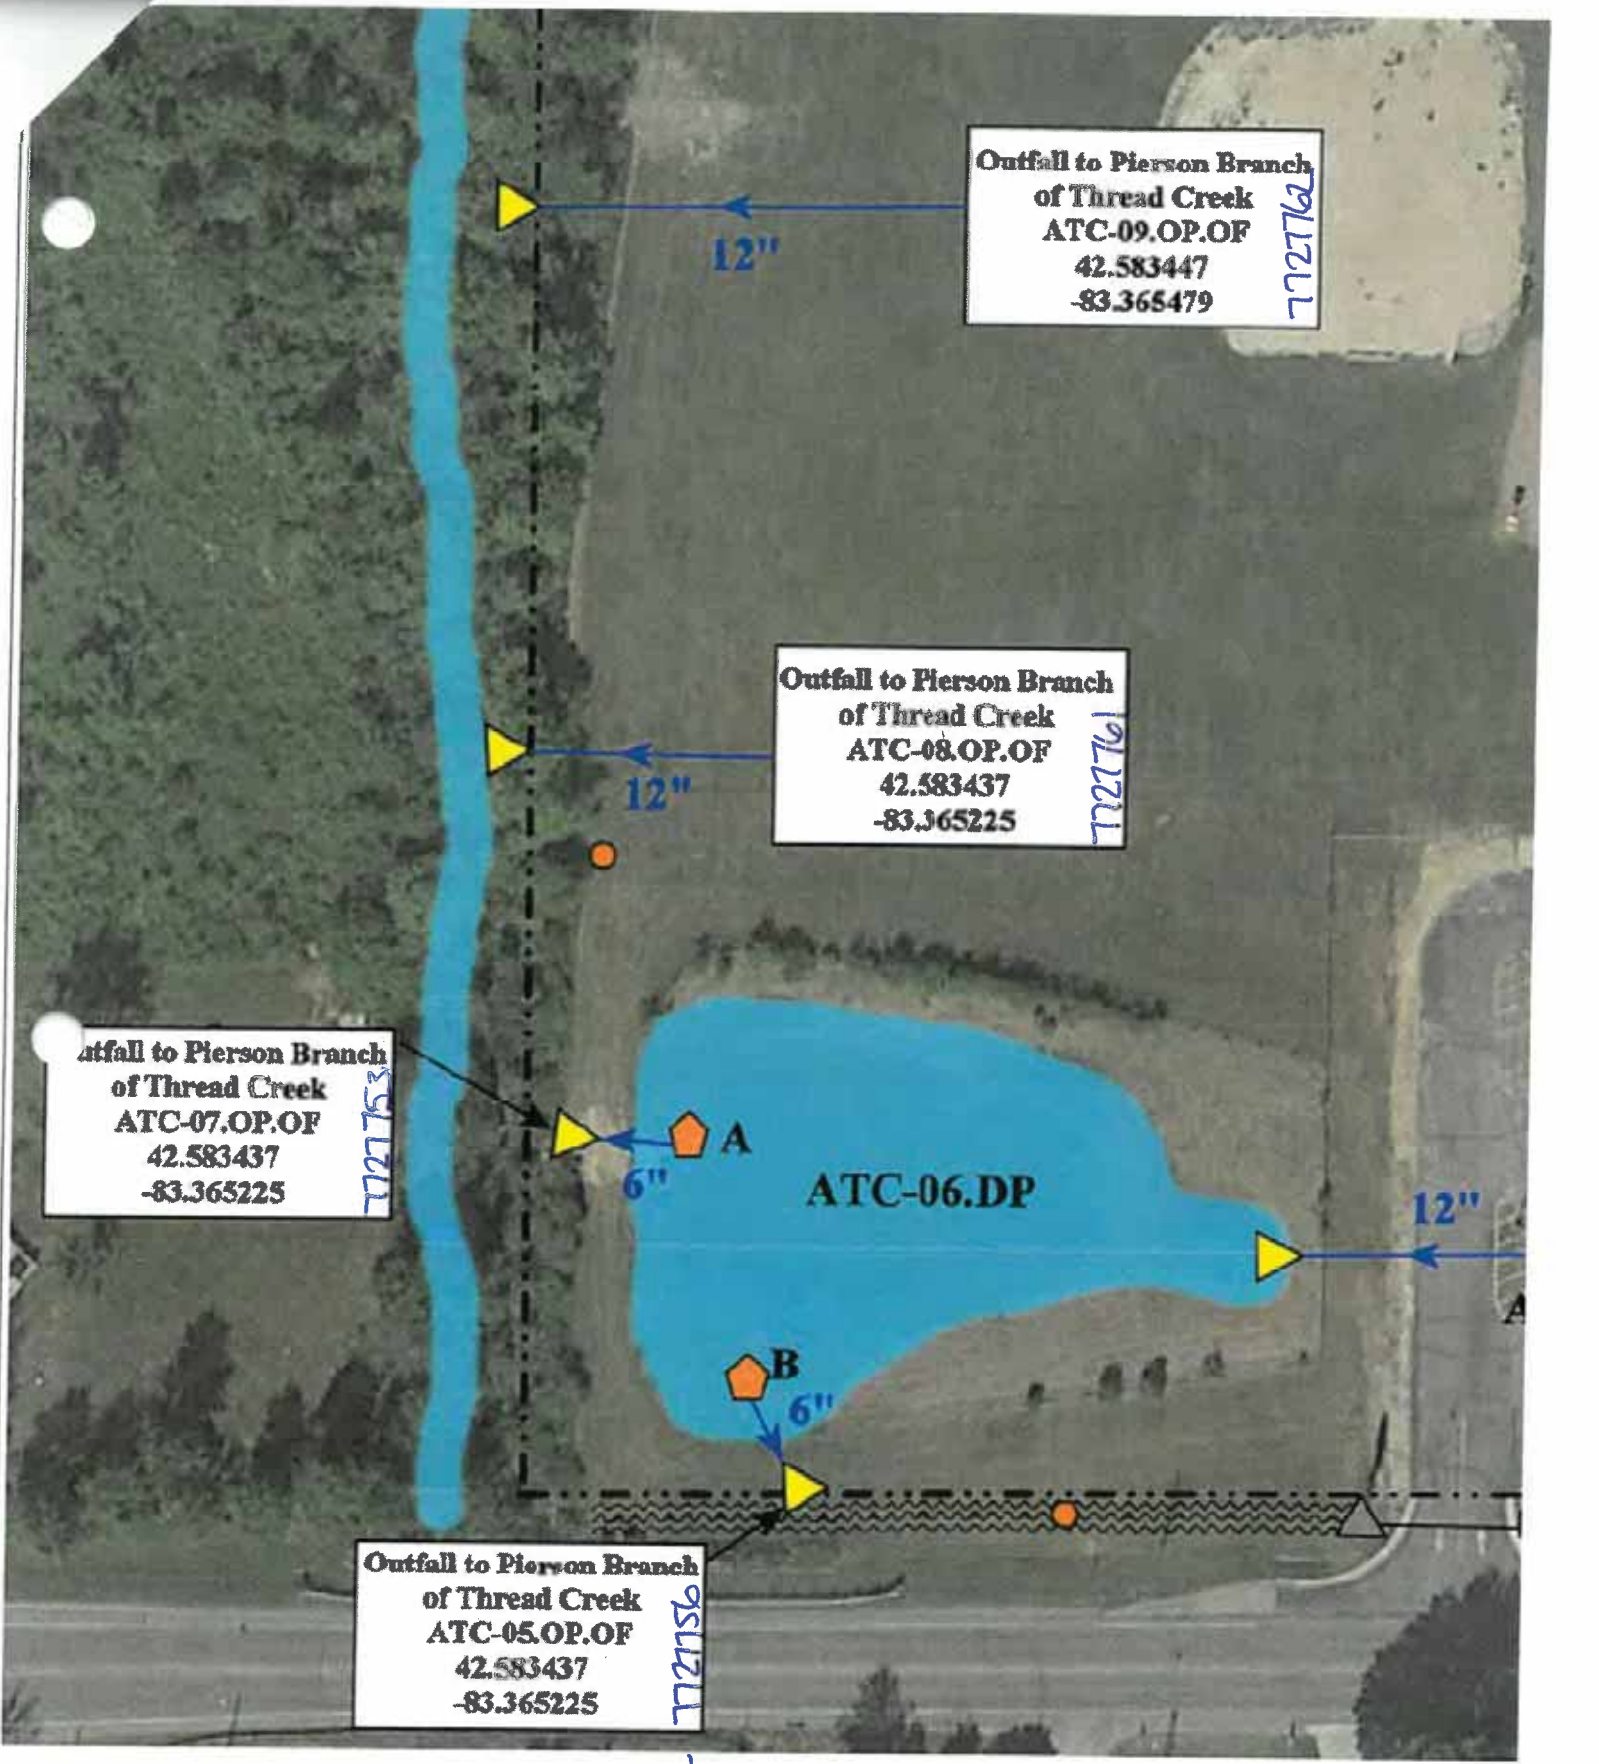 Outfall to Pierson Branch
of Thread Creek
ATC-09.OP.OF
42.583447
-83.365479
7727762
12"
Outfall to Pierson Branch
of Thread Creek
ATC-08.OP.OF
42.583437
-83.365225
7727761
12"
utfall to Pierson Branch
of Thread Creek
ATC-07.OP.OF
42.583437
-83.365225
7727753
A
6"
ATC-06.DP
12"
A
B
6"
Outfall to Pierson Branch
of Thread Creek
ATC-05.OP.OF
42.583437
-83.365225
7727756